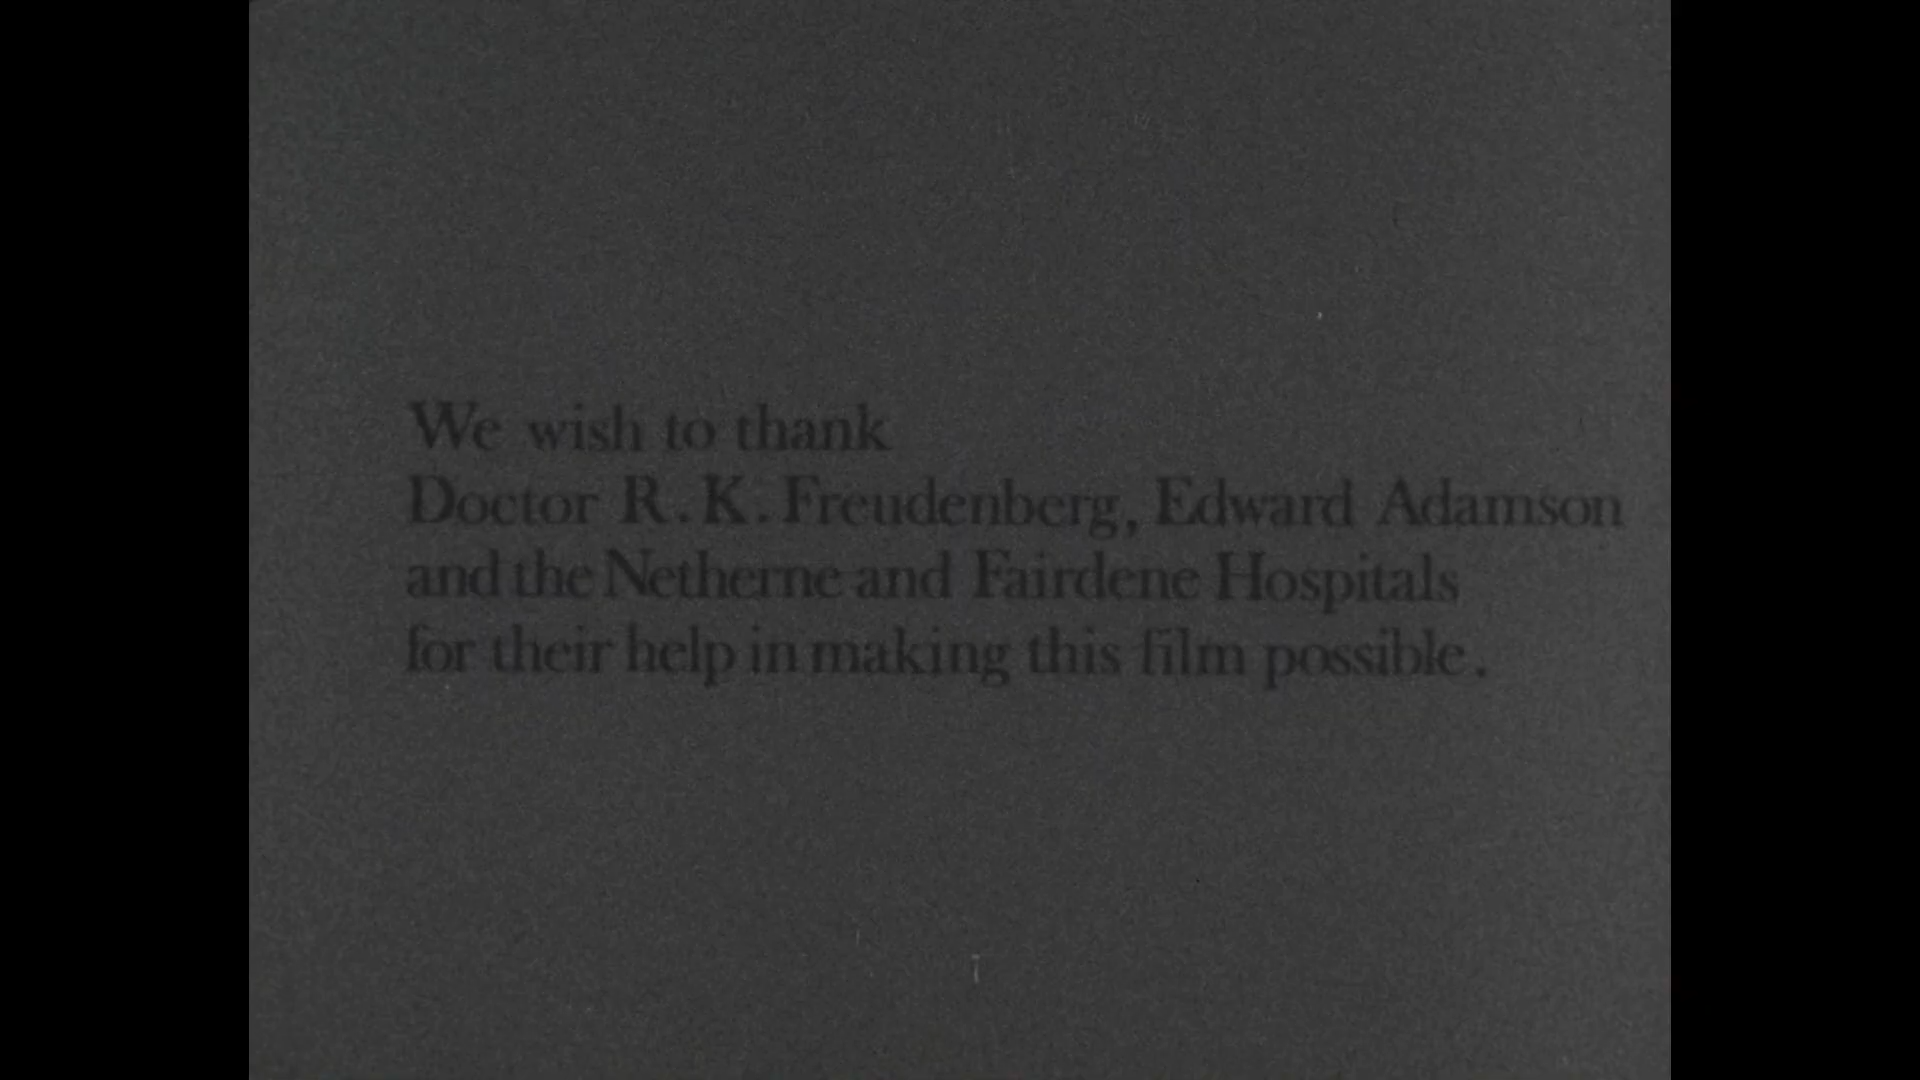 We wish to thank
Doctor R.K. Freudenberg, Edward Adamson
and the Netherne and Fairdene Hospitals
for their help in making this film possible.